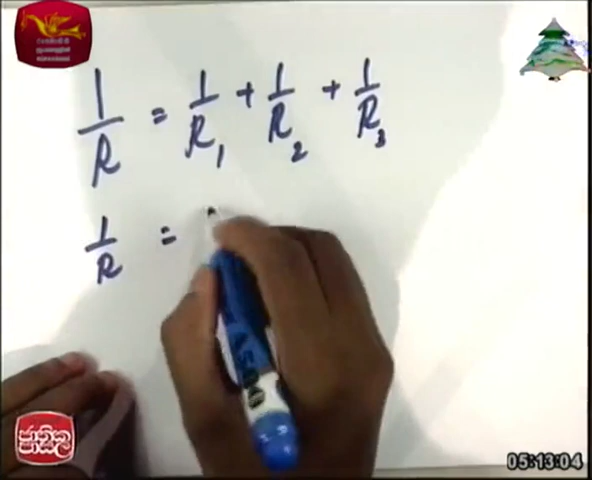 1/R = 1/R₁ + 1/R₂ + 1/R₃
1/R =
ජාතික
05:13:04